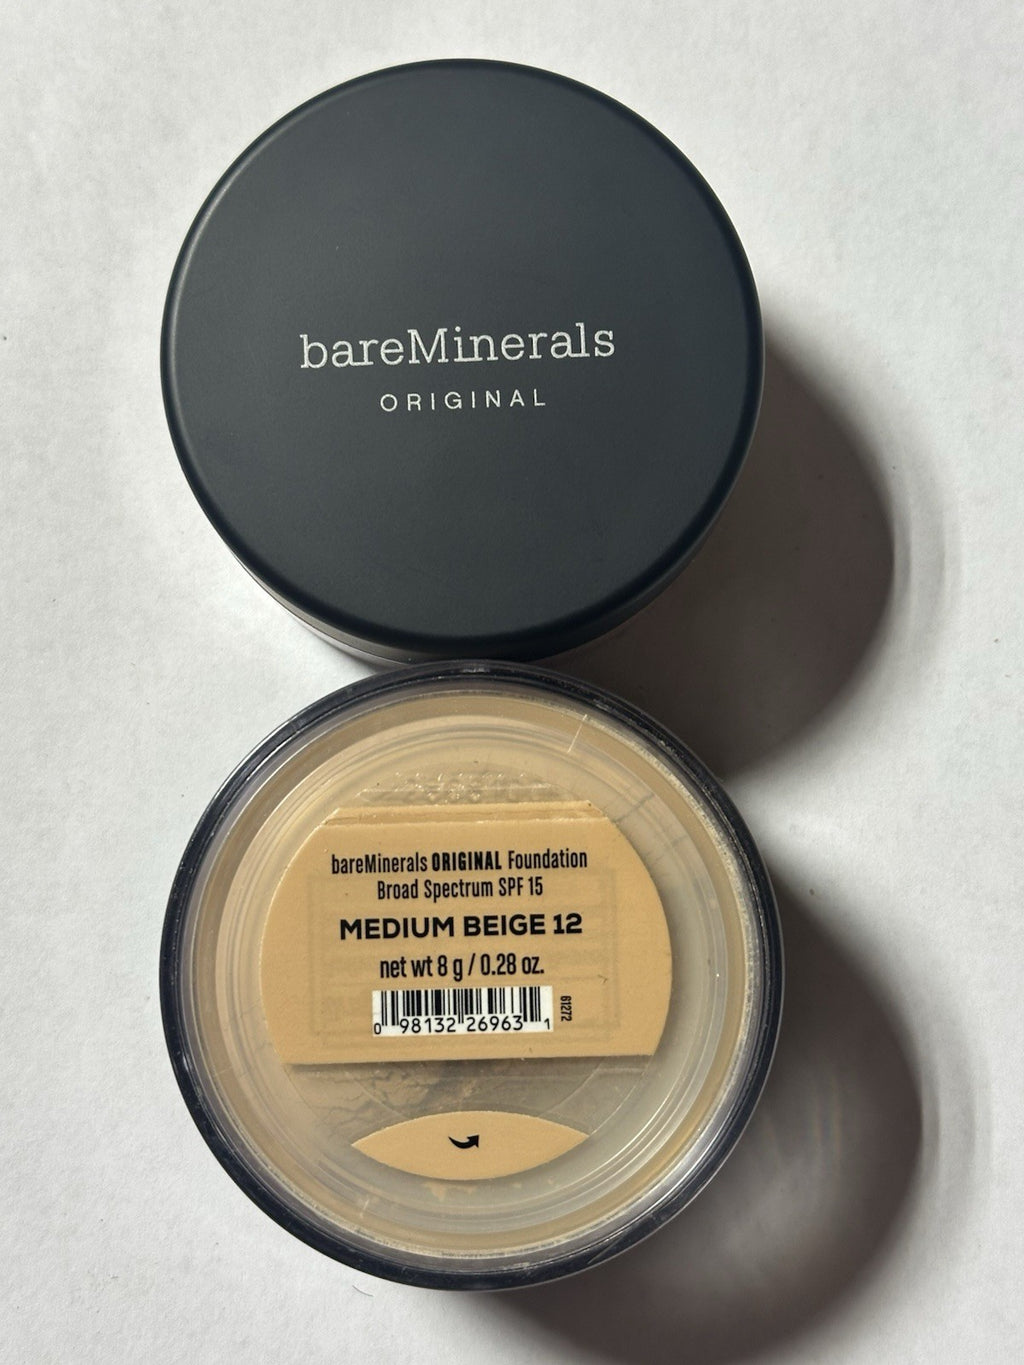 bareMinerals
ORIGINAL
bareMinerals ORIGINAL Foundation
Broad Spectrum SPF 15
MEDIUM BEIGE 12
net wt 8 g / 0.28 oz.
61272
0 98132 26963 1